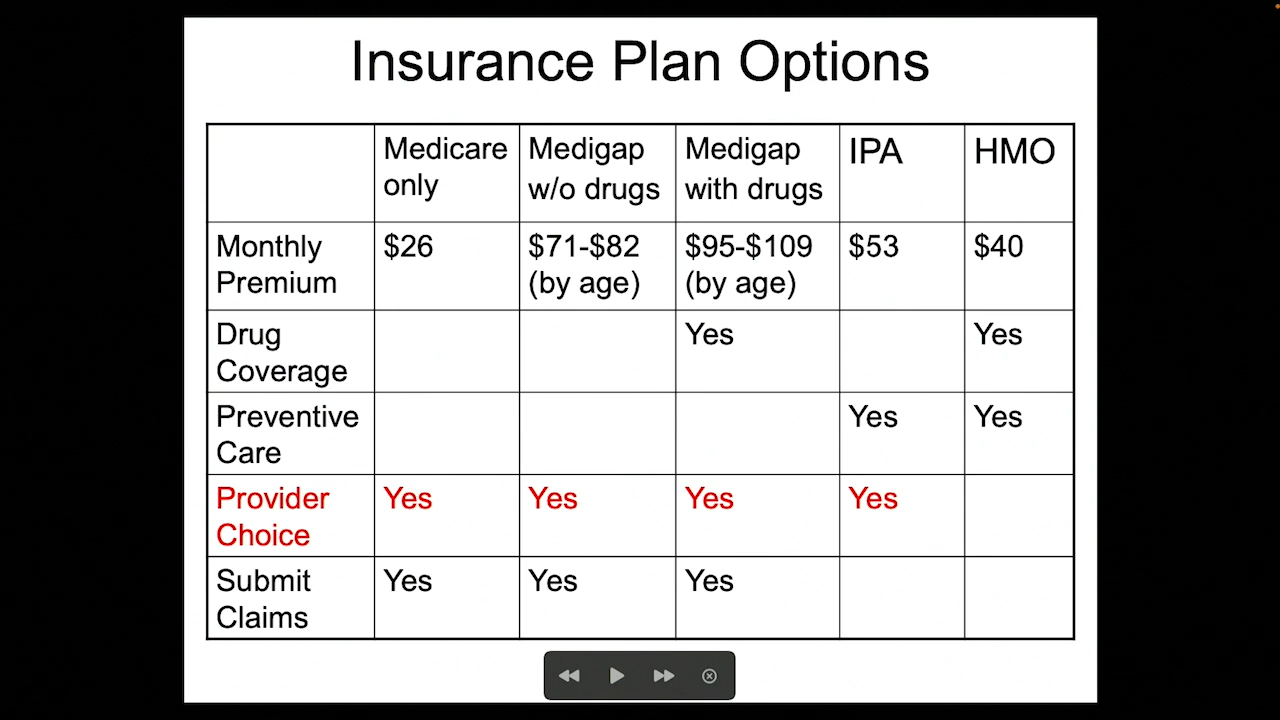 Insurance Plan Options
Medicare only Medigap w/o drugs Medigap with drugs IPA HMO
Monthly Premium $26 $71-$82 (by age) $95-$109 (by age) $53 $40
Drug Coverage Yes Yes
Preventive Care Yes Yes
Provider Choice Yes Yes Yes Yes
Submit Claims Yes Yes Yes